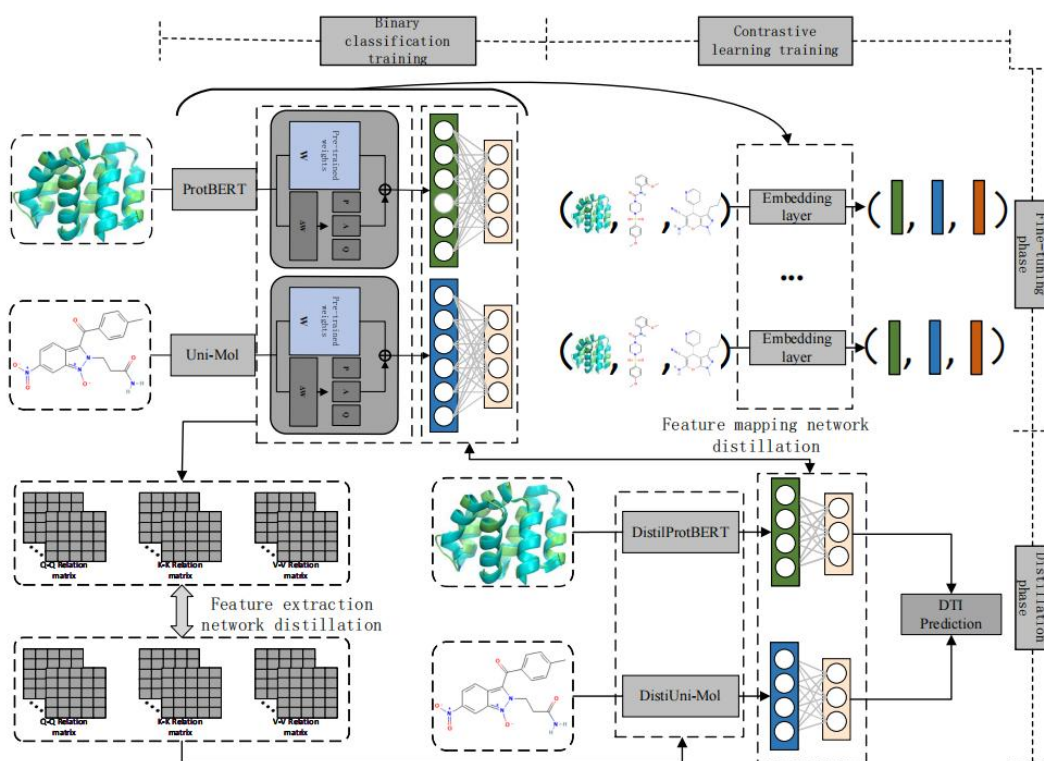 Binary
classification
training
Contrastive
learning training
ProtBERT
Pre-trained
weights
W
ΔW
P
A
Q
Embedding
layer
...
Embedding
layer
Fine-tuning
phase
Uni-Mol
Pre-trained
weights
W
ΔW
P
A
Q
Feature mapping network
distillation
Q-Q Relation
matrix
K-K Relation
matrix
V-V Relation
matrix
Feature extraction
network distillation
Q-Q Relation
matrix
K-K Relation
matrix
V-V Relation
matrix
DistilProtBERT
DistiUni-Mol
DTI
Prediction
Distillation
phase